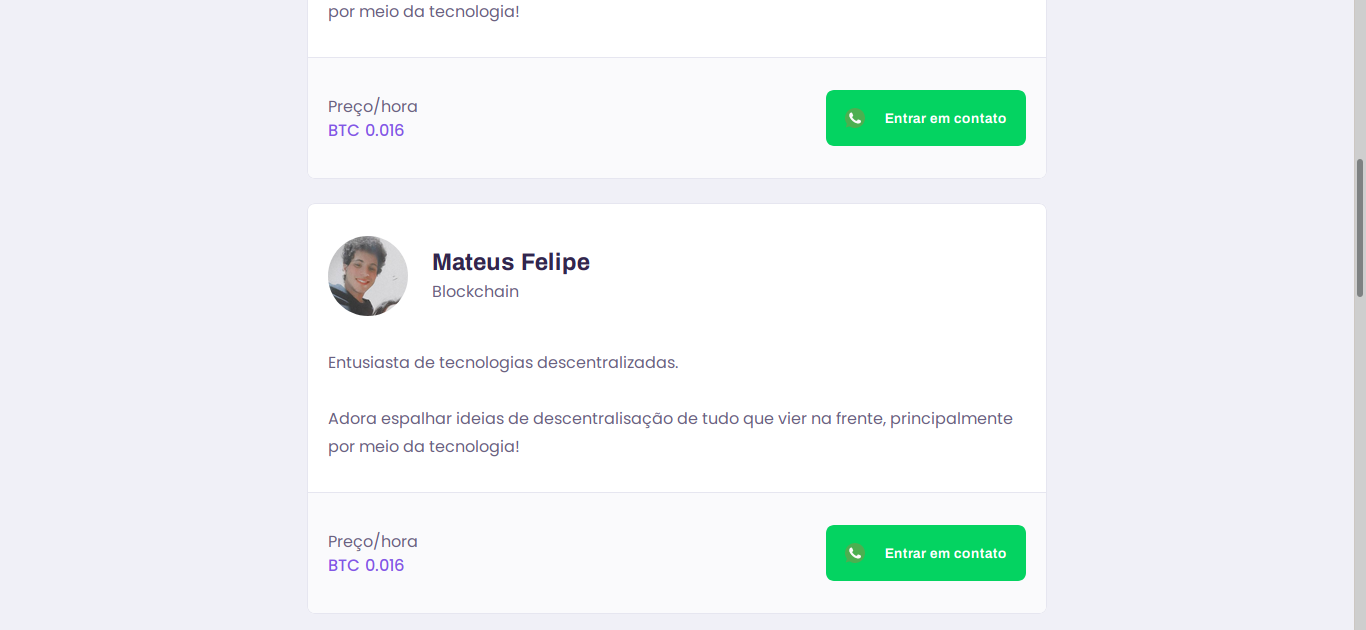 por meio da tecnologia!
Preço/hora
BTC 0.016
Entrar em contato
Mateus Felipe
Blockchain
Entusiasta de tecnologias descentralizadas.
Adora espalhar ideias de descentralisação de tudo que vier na frente, principalmente
por meio da tecnologia!
Preço/hora
BTC 0.016
Entrar em contato